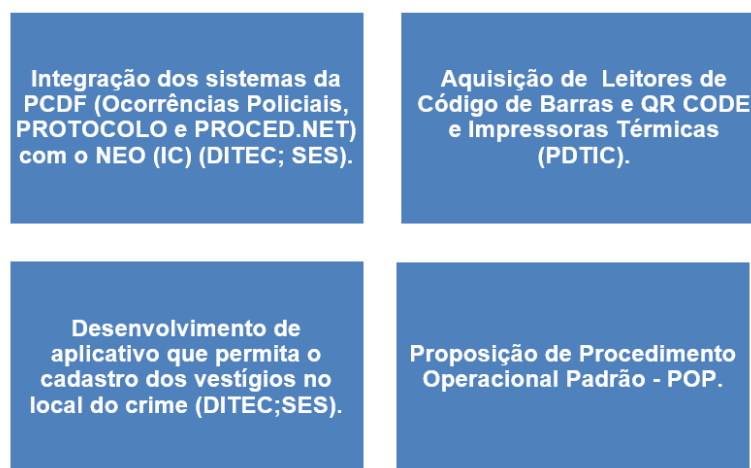 Integração dos sistemas da
PCDF (Ocorrências Policiais,
PROTOCOLO e PROCED.NET)
com o NEO (IC) (DITEC; SES).
Aquisição de Leitores de
Código de Barras e QR CODE
e Impressoras Térmicas
(PDTIC).
Desenvolvimento de
aplicativo que permita o
cadastro dos vestígios no
local do crime (DITEC;SES).
Proposição de Procedimento
Operacional Padrão - POP.